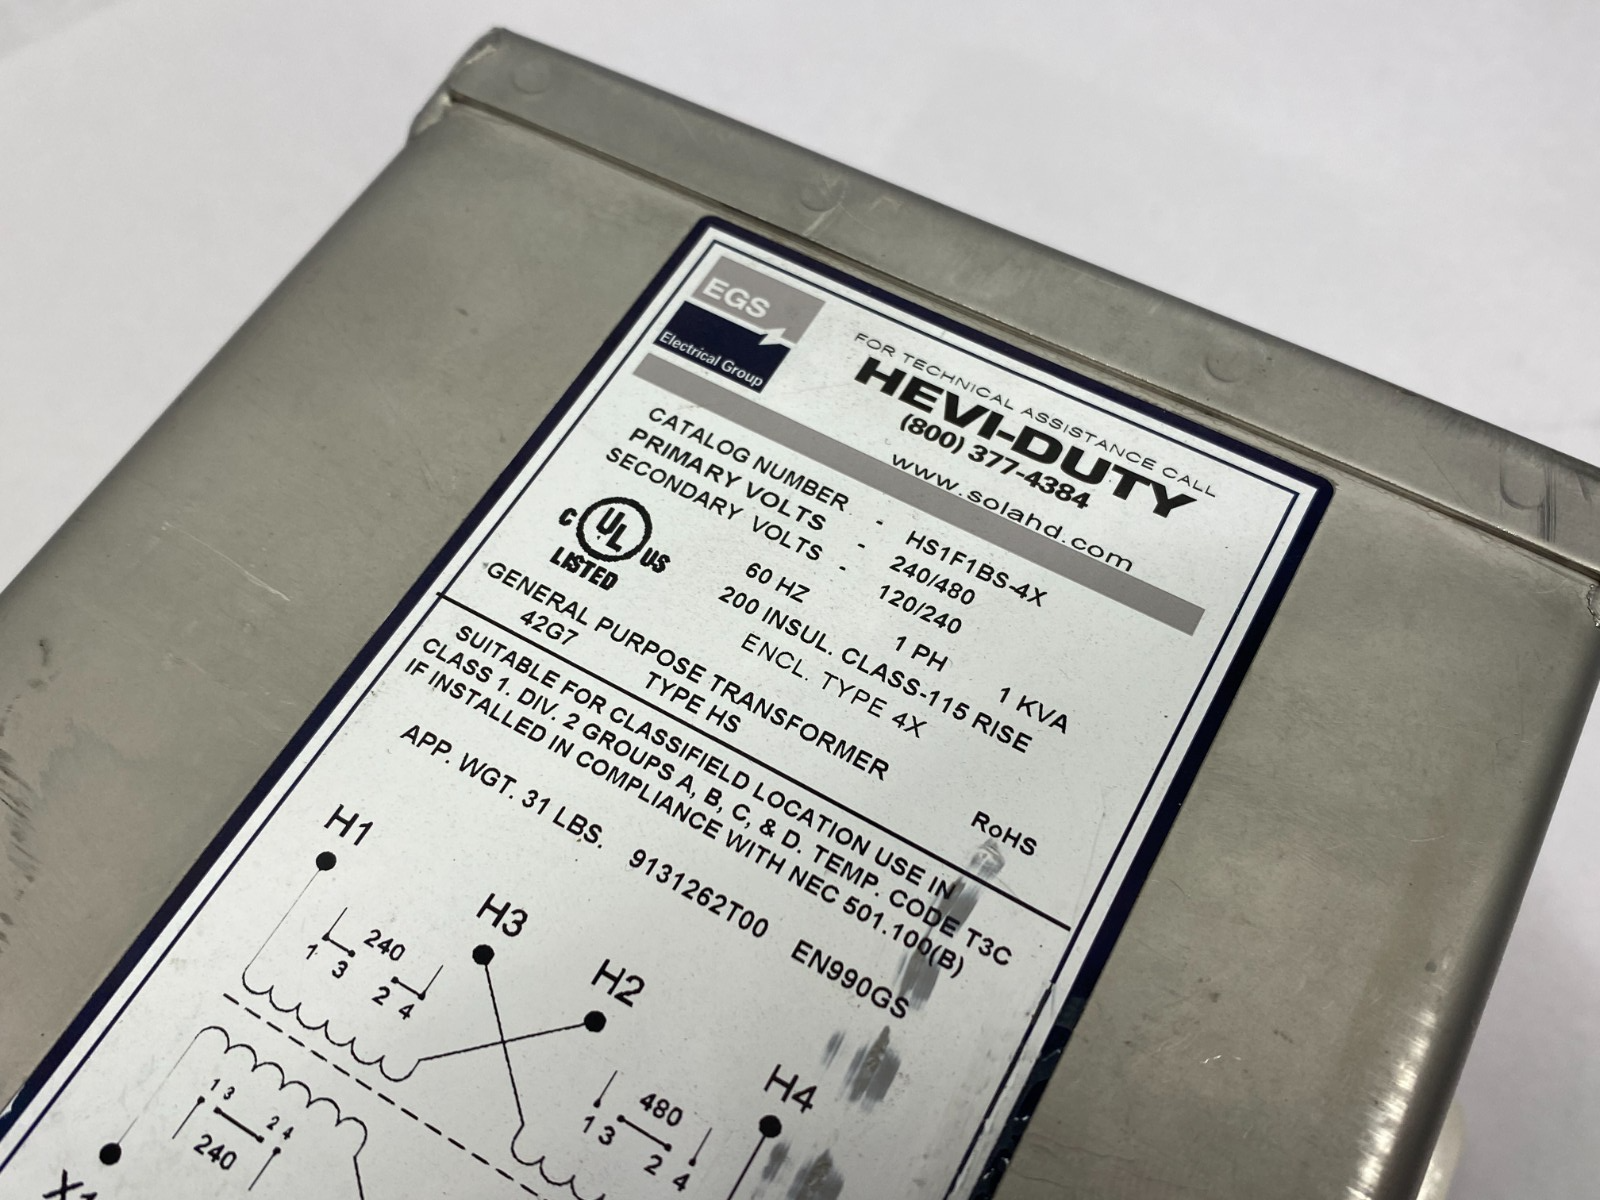 EGS
Electrical Group
FOR TECHNICAL ASSISTANCE CALL
HEVI-DUTY
(800) 377-4384
www.solahd.com
CATALOG NUMBER - HS1F1BS-4X
PRIMARY VOLTS - 240/480
SECONDARY VOLTS - 120/240
C UL US
LISTED
60 HZ 1 PH 1 KVA
200 INSUL. CLASS-115 RISE
ENCL. TYPE 4X
GENERAL PURPOSE TRANSFORMER
42G7 TYPE HS RoHS
SUITABLE FOR CLASSIFIED LOCATION USE IN
CLASS 1. DIV. 2 GROUPS A, B, C, & D. TEMP. CODE T3C
IF INSTALLED IN COMPLIANCE WITH NEC 501.100(B)
APP. WGT. 31 LBS. 9131262T00 EN990GS
H1 H3 H2 H4
240
1 3 2 4
480
1 3 2 4
1 3 2 4
240
X1